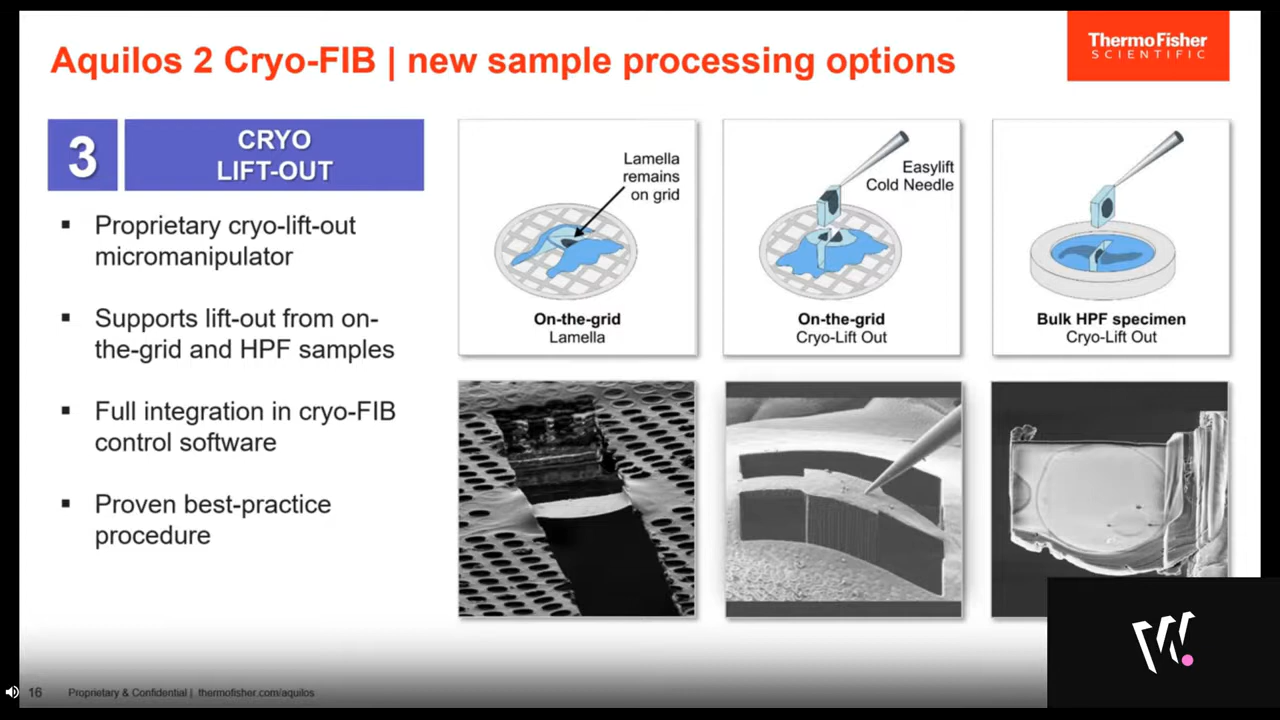 Aquilos 2 Cryo-FIB | new sample processing options
ThermoFisher
SCIENTIFIC
3
CRYO
LIFT-OUT
▪ Proprietary cryo-lift-out
micromanipulator
▪ Supports lift-out from on-
the-grid and HPF samples
▪ Full integration in cryo-FIB
control software
▪ Proven best-practice
procedure
Lamella
remains
on grid
On-the-grid
Lamella
Easylift
Cold Needle
On-the-grid
Cryo-Lift Out
Bulk HPF specimen
Cryo-Lift Out
16
Proprietary & Confidential | thermofisher.com/aquilos
W